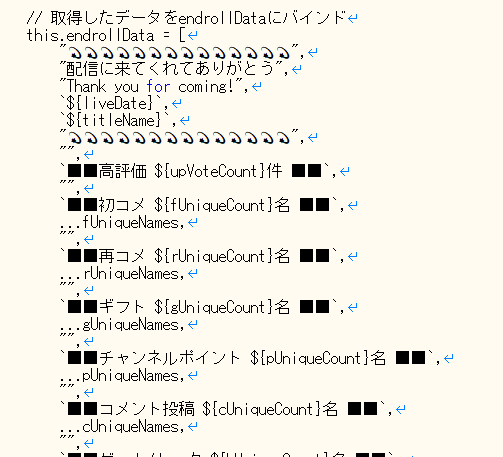 // 取得したデータをendrollDataにバインド
this.endrollData = [↵
"💫💫💫💫💫💫💫💫💫💫💫💫💫",↵
"配信に来てくれてありがとう",↵
"Thank you for coming!",↵
`${liveDate}`,↵
`${titleName}`,↵
"💫💫💫💫💫💫💫💫💫💫💫💫💫",↵
"",↵
`■■高評価 ${upVoteCount}件 ■■`,↵
"",↵
`■■初コメ ${fUniqueCount}名 ■■`,↵
...fUniqueNames,↵
"",↵
`■■再コメ ${rUniqueCount}名 ■■`,↵
...rUniqueNames,↵
"",↵
`■■ギフト ${gUniqueCount}名 ■■`,↵
...gUniqueNames,↵
"",↵
`■■チャンネルポイント ${pUniqueCount}名 ■■`,↵
...pUniqueNames,↵
"",↵
`■■コメント投稿 ${cUniqueCount}名 ■■`,↵
...cUniqueNames,↵
"",↵